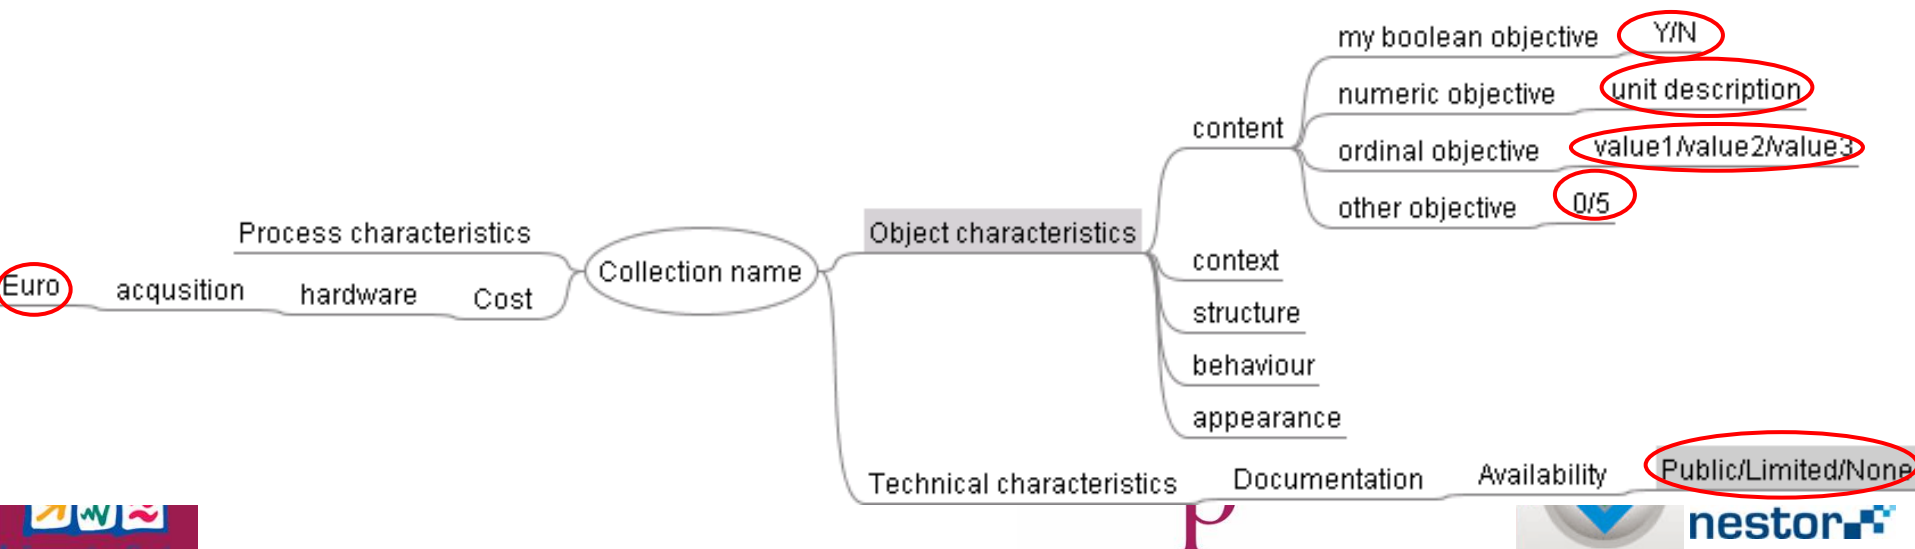 my boolean objective Y/N
numeric objective unit description
content
ordinal objective value1/value2/value3
other objective 0/5
Process characteristics
Object characteristics
Collection name
context
Euro acqusition hardware Cost
structure
behaviour
appearance
Technical characteristics Documentation Availability Public/Limited/None
p
nestor